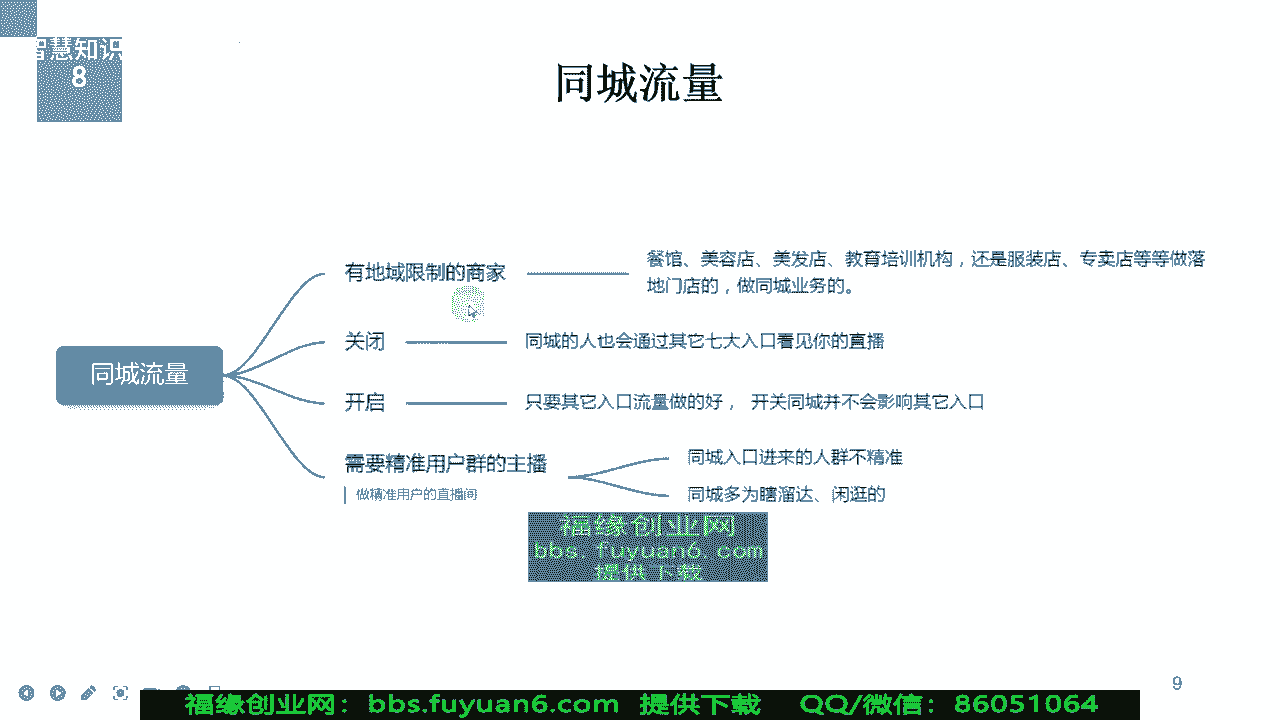 智慧知识
8
同城流量
有地域限制的商家
餐馆、美容店、美发店、教育培训机构，还是服装店、专卖店等等做落
地门店的，做同城业务的。
关闭
同城的人也会通过其它七大入口看见你的直播
同城流量
开启
只要其它入口流量做的好， 开关同城并不会影响其它入口
需要精准用户群的主播
做精准用户的直播间
同城入口进来的人群不精准
同城多为瞎溜达、闲逛的
福缘创业网
bbs.fuyuan6.com
提供下载
9
福缘创业网：bbs.fuyuan6.com 提供下载 QQ/微信：86051064